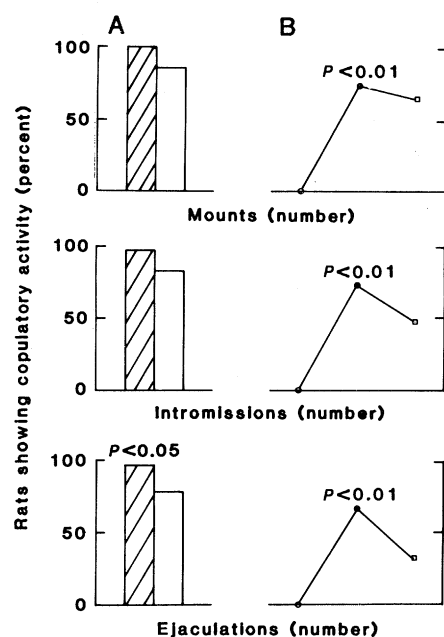 A
B
Rats showing copulatory activity (percent)
100
50
0
P<0.01
Mounts (number)
100
50
0
P<0.01
Intromissions (number)
P<0.05
100
50
0
P<0.01
Ejaculations (number)